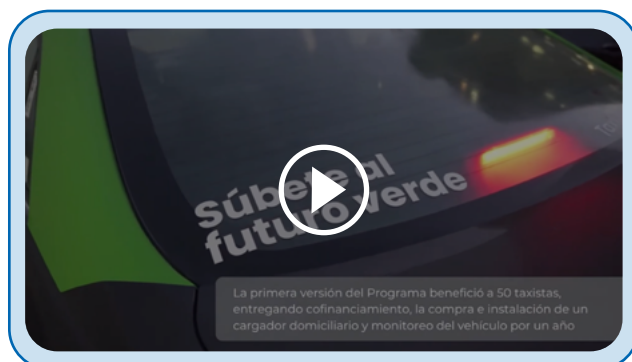 Súbete al
futuro verde
La primera versión del Programa benefició a 50 taxistas,
entregando cofinanciamiento, la compra e instalación de un
cargador domiciliario y monitoreo del vehículo por un año